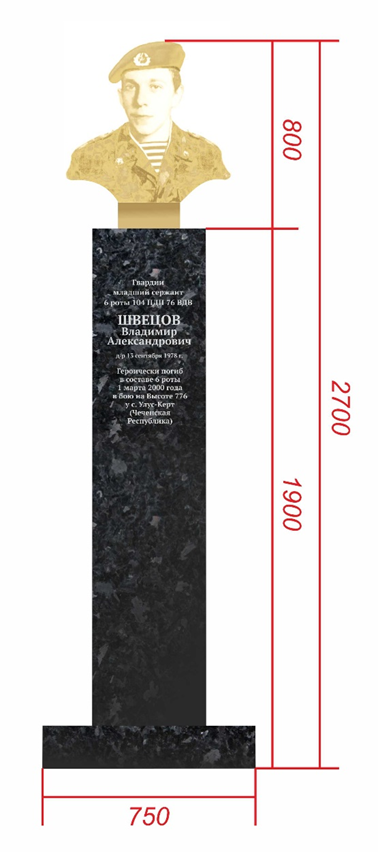 800
Гвардии
младший сержант
6 роты 104 ПДП 76 ВДВ
ШВЕЦОВ
Владимир
Александрович
д/р 13 сентября 1978 г.
Героически погиб
в составе 6 роты
1 марта 2000 года
в бою на Высоте 776
у с. Улус-Керт
(Чеченская
Республика)
2700
1900
750